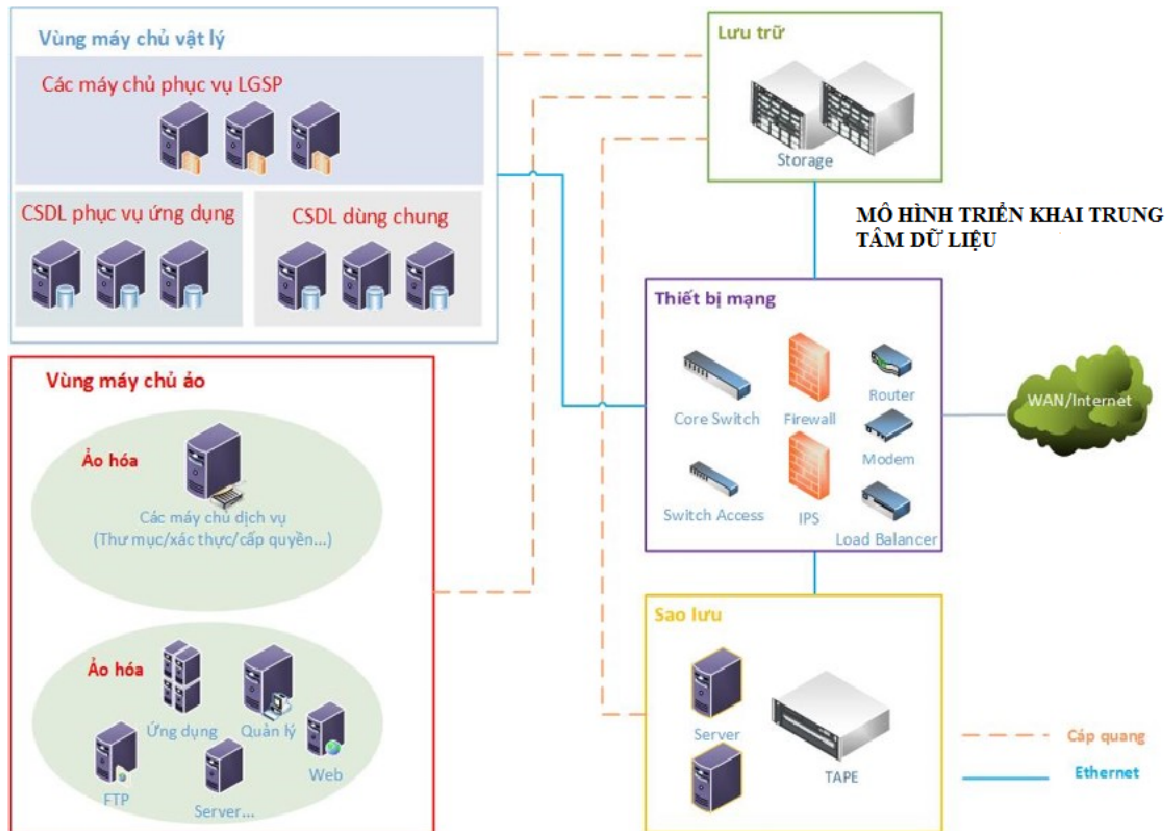 Vùng máy chủ vật lý
Các máy chủ phục vụ LGSP
CSDL phục vụ ứng dụng
CSDL dùng chung
Vùng máy chủ ảo
Ảo hóa
Các máy chủ dịch vụ
(Thư mục/xác thực/cấp quyền...)
Ảo hóa
Ứng dụng
Quản lý
Web
FTP
Server...
Lưu trữ
Storage
MÔ HÌNH TRIỂN KHAI TRUNG
TÂM DỮ LIỆU
Thiết bị mạng
Core Switch
Firewall
Router
Modem
Switch Access
IPS
Load Ballancer
WAN/Internet
Sao lưu
Server
TAPE
Cáp quang
Ethernet